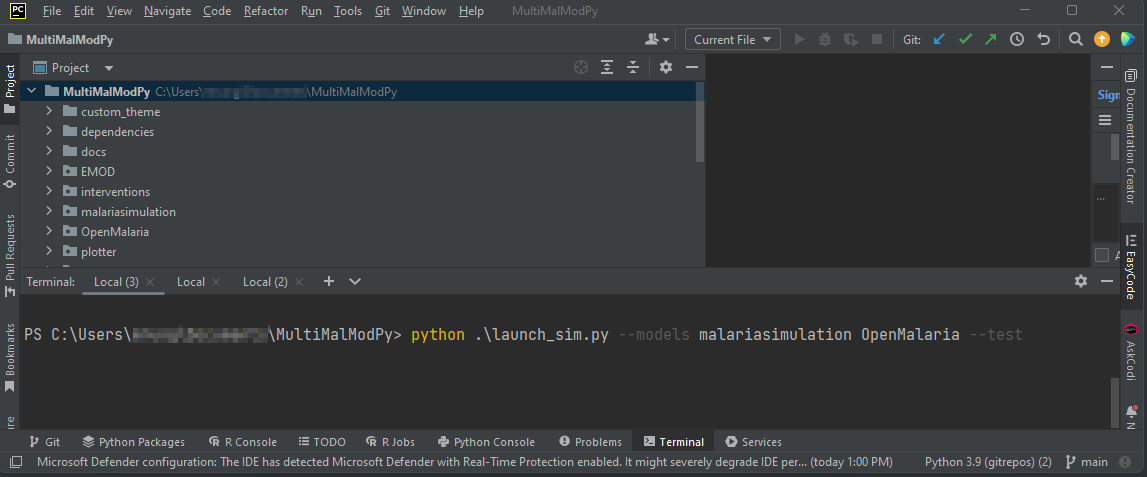 PC File Edit View Navigate Code Refactor Run Tools Git Window Help MultiMalModPy
MultiMalModPy Current File Git:
Project
MultiMalModPy C:\Users\ \MultiMalModPy
custom_theme
dependencies
docs
EMOD
interventions
malariasimulation
OpenMalaria
plotter
Project
Commit
Pull Requests
Bookmarks
re
Sign
...
A
Documentation Creator
EasyCode
AskCodi
N
Terminal: Local (3) Local Local (2)
PS C:\Users\ \MultiMalModPy> python .\launch_sim.py --models malariasimulation OpenMalaria --test
Git Python Packages R Console TODO R Jobs Python Console Problems Terminal Services
Microsoft Defender configuration: The IDE has detected Microsoft Defender with Real-Time Protection enabled. It might severely degrade IDE per... (today 1:00 PM) Python 3.9 (gitrepos) (2) main